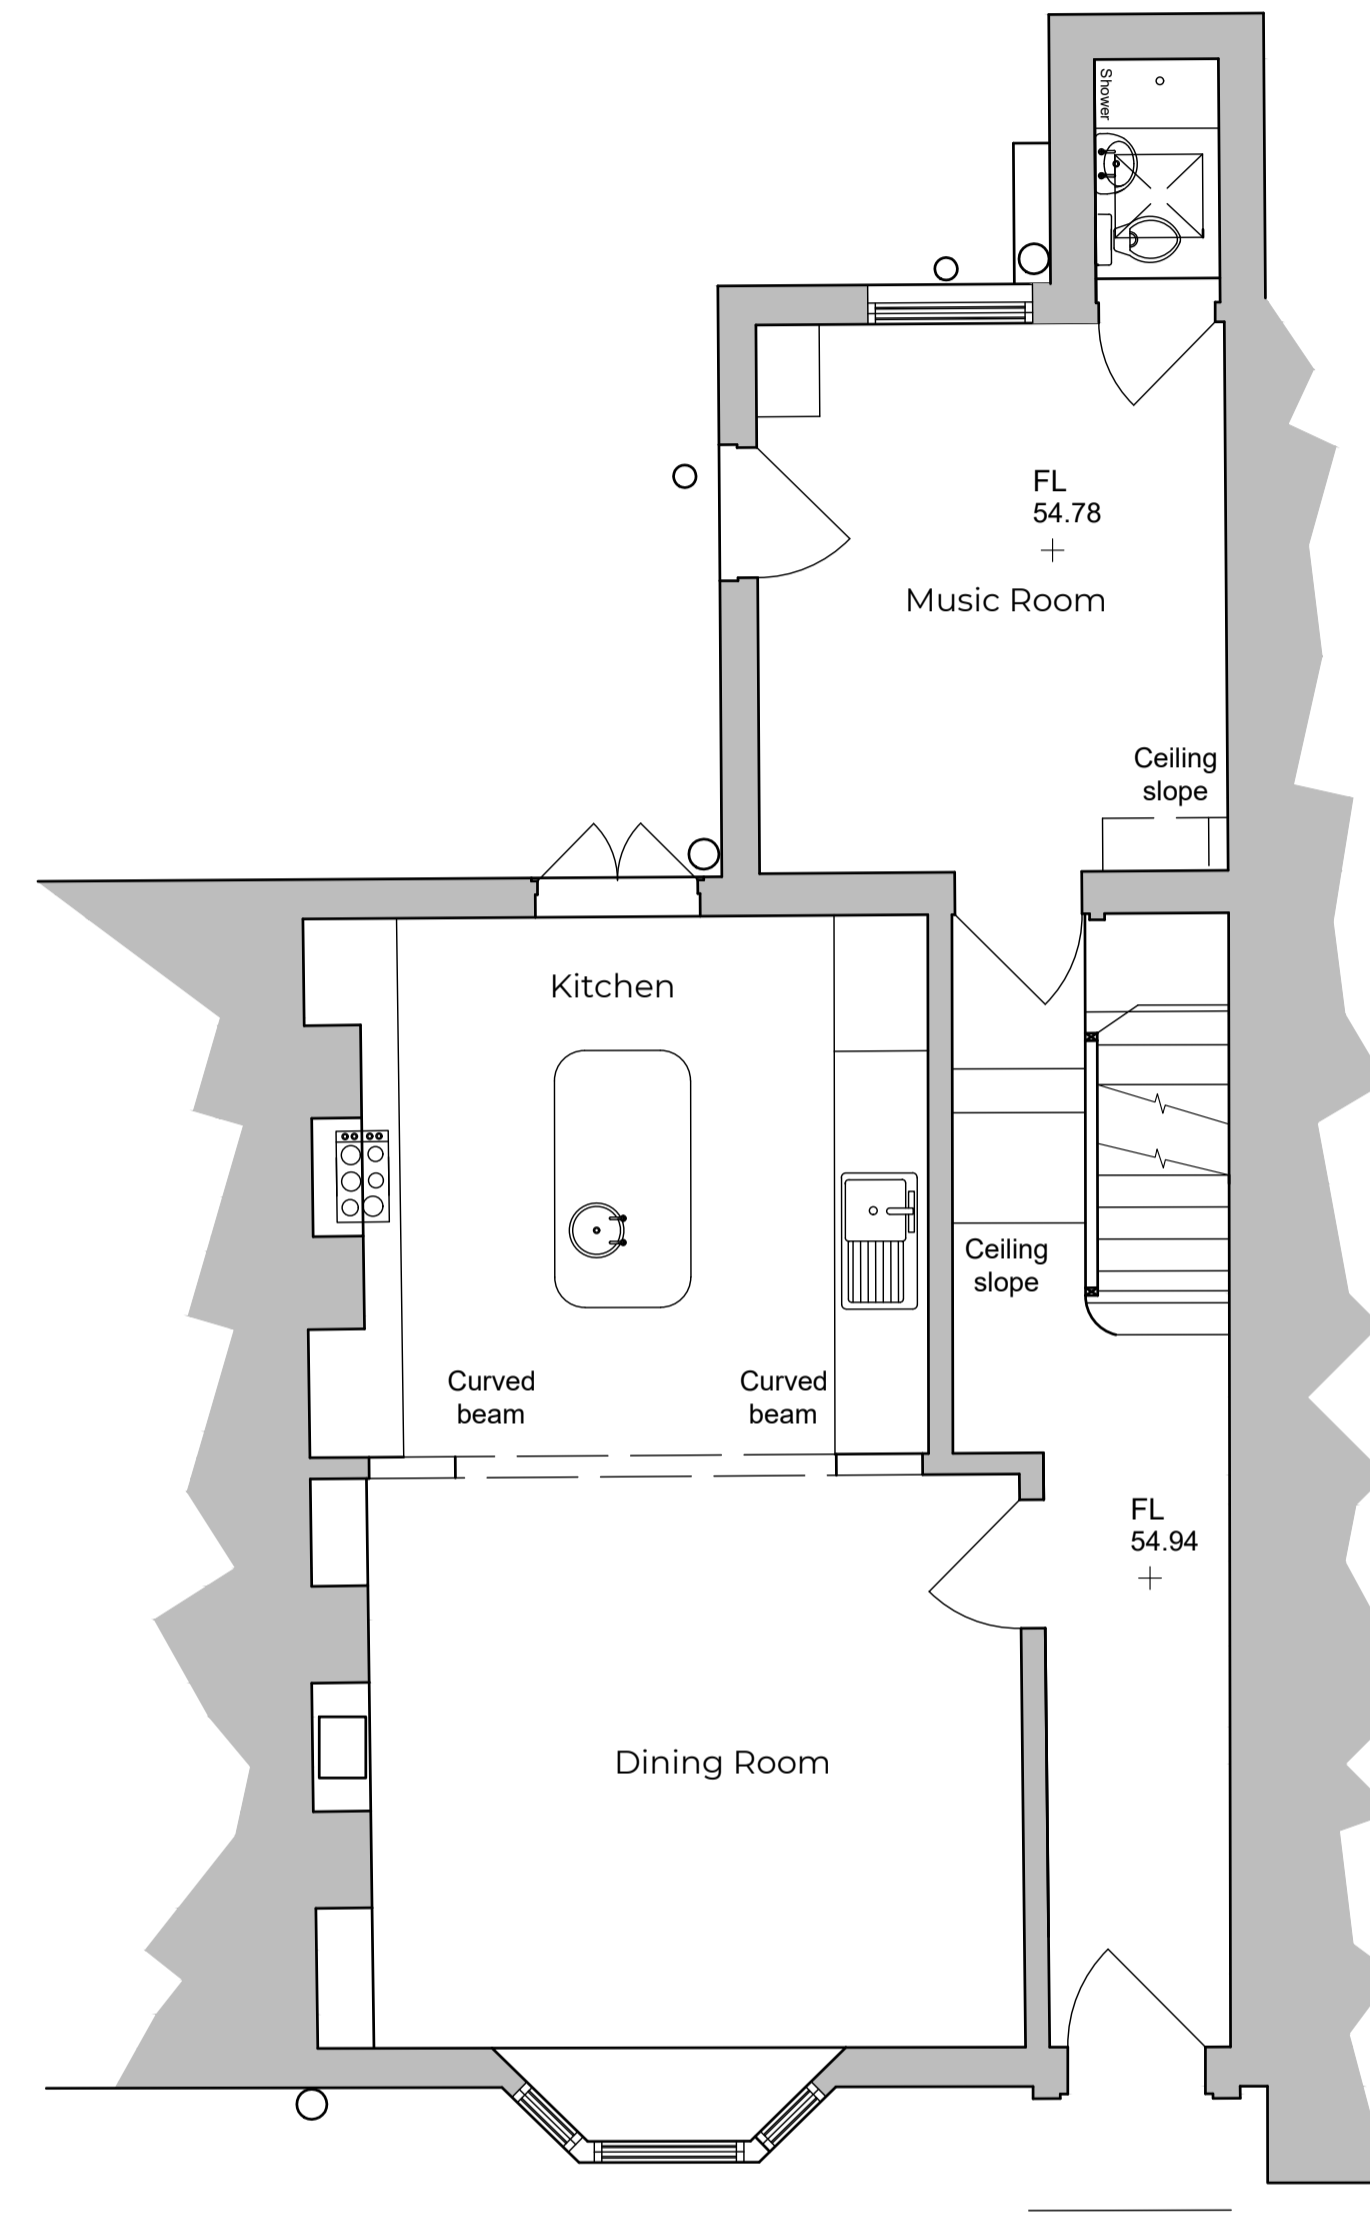 Shower
FL
54.78
Music Room
Ceiling
slope
Kitchen
Ceiling
slope
Curved
beam
Curved
beam
FL
54.94
Dining Room